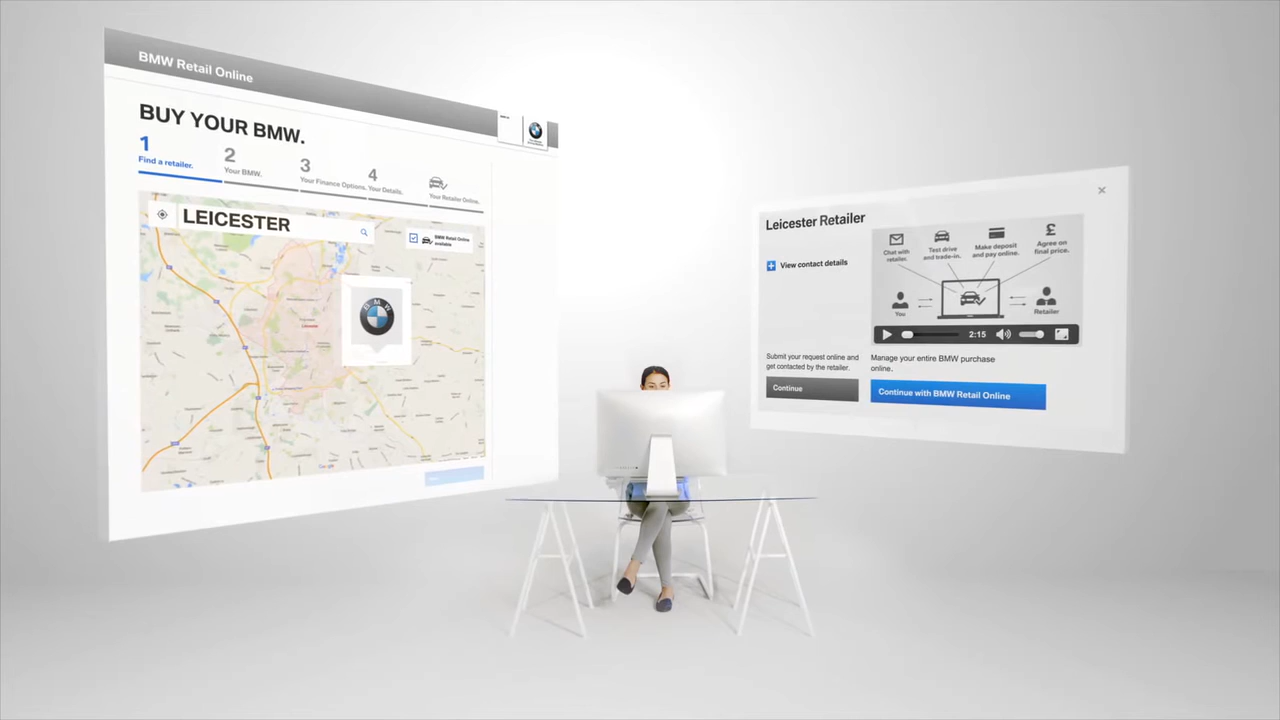 BMW Retail Online
BUY YOUR BMW.
1
Find a retailer.
2
Your BMW.
3
Your Finance Options.
4
Your Details.
Your Retailer Online.
LEICESTER
BMW Retail Online
available
BMW
Leicester
Google
Leicester Retailer
View contact details
Chat with
retailer.
Test drive
and trade-in.
Make deposit
and pay online.
£
Agree on
final price.
You
Retailer
2:15
Submit your request online and
get contacted by the retailer.
Continue
Manage your entire BMW purchase
online.
Continue with BMW Retail Online